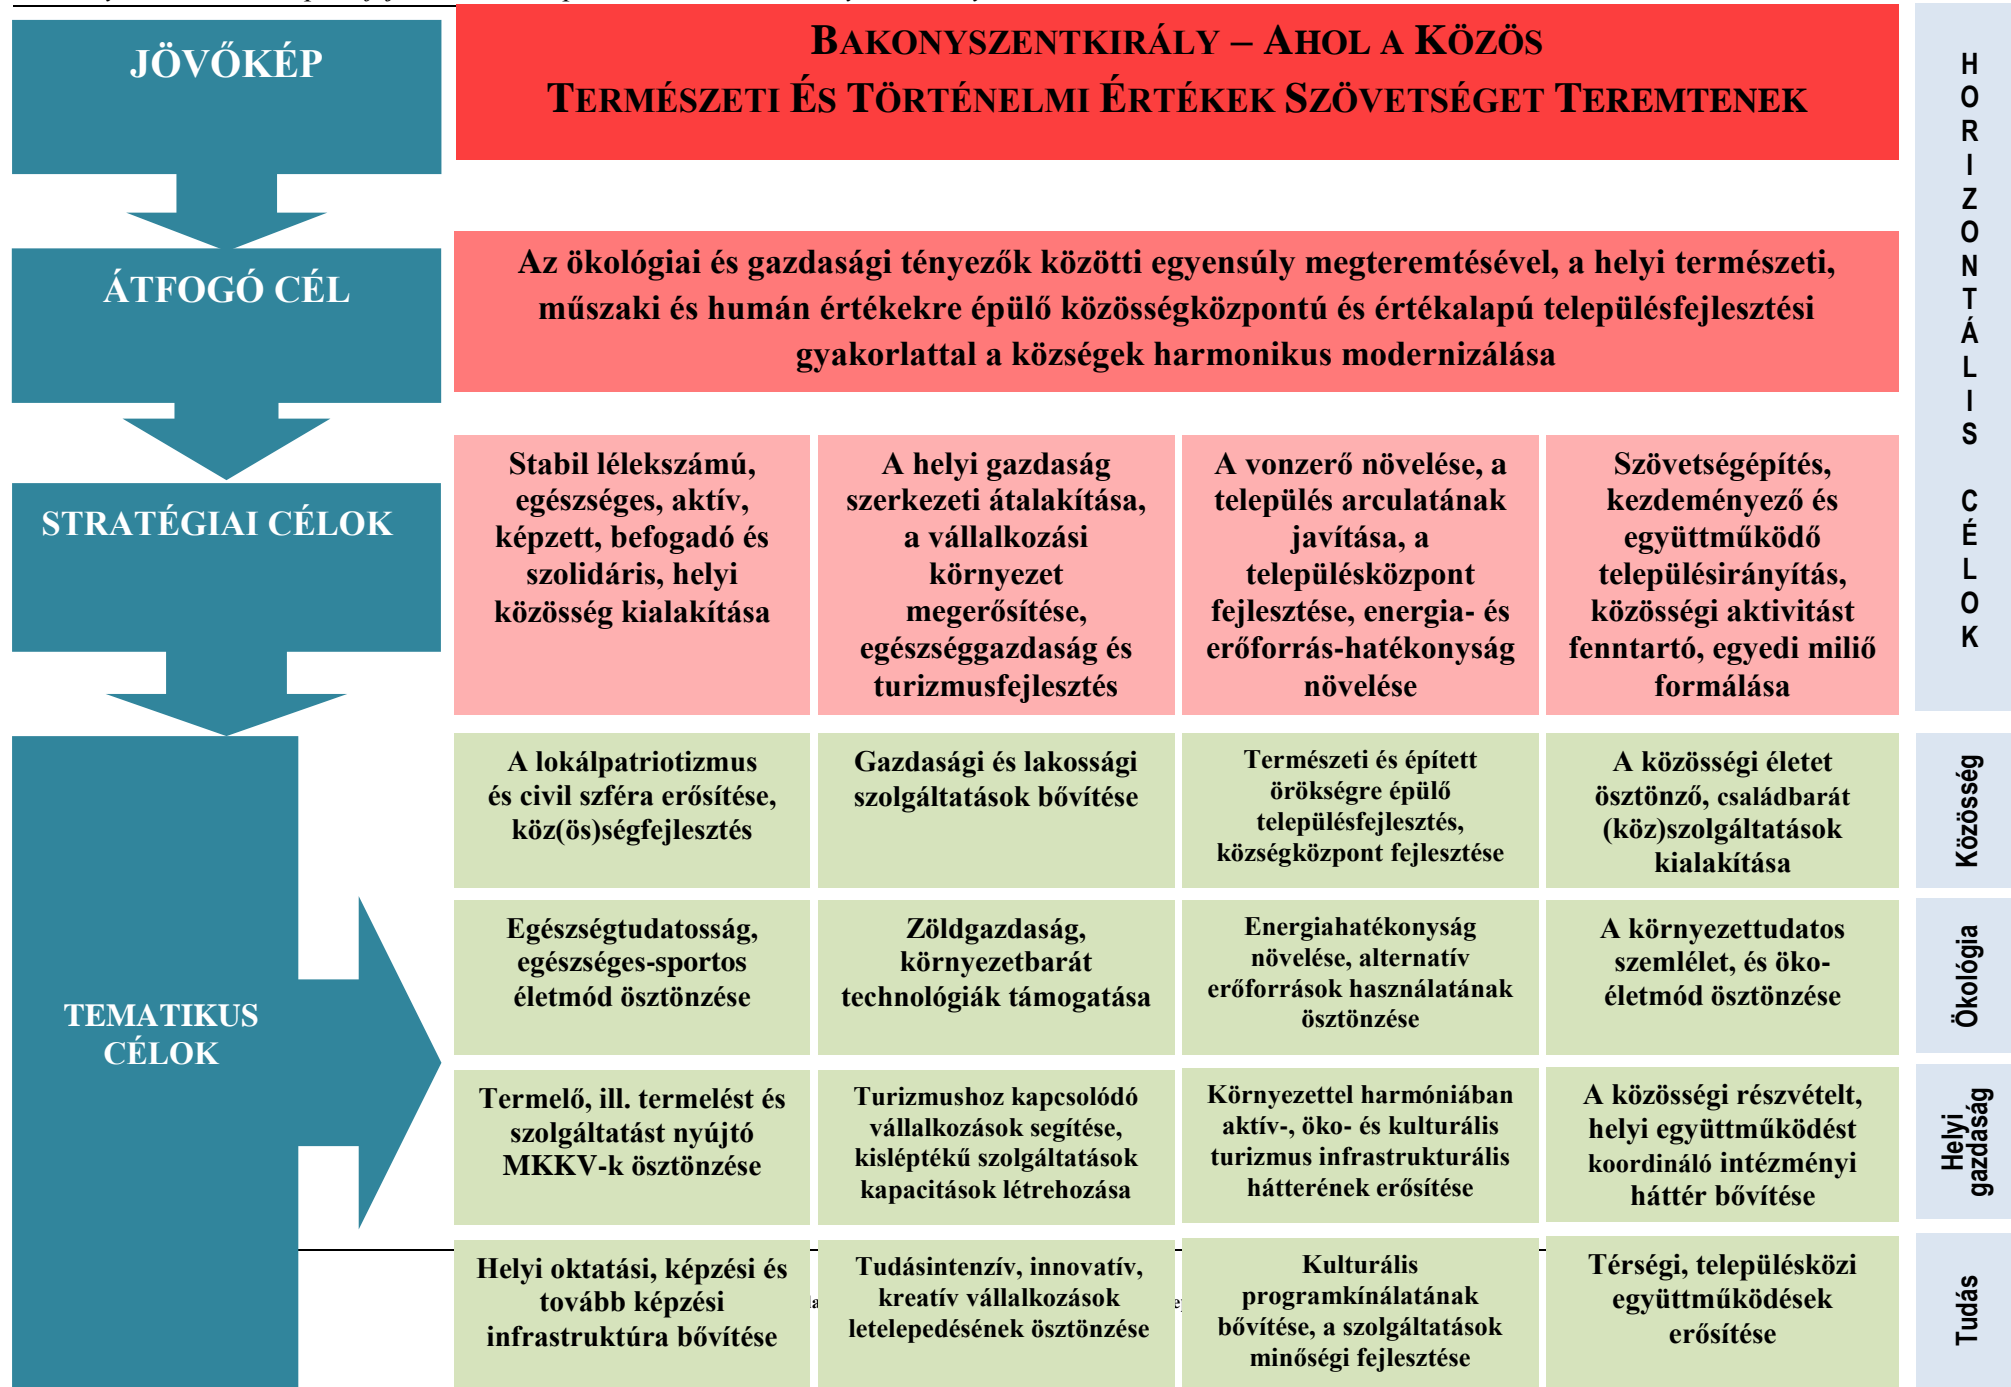 JÖVŐKÉP
BAKONYSZENTKIRÁLY – AHOL A KÖZÖS
TERMÉSZETI ÉS TÖRTÉNELMI ÉRTÉKEK SZÖVETSÉGET TEREMTENEK
ÁTFOGÓ CÉL
Az ökológiai és gazdasági tényezők közötti egyensúly megteremtésével, a helyi természeti,
műszaki és humán értékekre épülő közösségközpontú és értékalapú településfejlesztési
gyakorlattal a községek harmonikus modernizálása
STRATÉGIAI CÉLOK
Stabil lélekszámú,
egészséges, aktív,
képzett, befogadó és
szolidáris, helyi
közösség kialakítása
A helyi gazdaság
szerkezeti átalakítása,
a vállalkozási
környezet
megerősítése,
egészséggazdaság és
turizmusfejlesztés
A vonzerő növelése, a
település arculatának
javítása, a
településközpont
fejlesztése, energia- és
erőforrás-hatékonyság
növelése
Szövetségépítés,
kezdeményező és
együttműködő
településirányítás,
közösségi aktivitást
fenntartó, egyedi milió
formálása
HORIZONTÁLIS CÉLOK
TEMATIKUS
CÉLOK
A lokálpatriotizmus
és civil szféra erősítése,
köz(ös)ségfejlesztés
Gazdasági és lakossági
szolgáltatások bővítése
Természeti és épített
örökségre épülő
településfejlesztés,
községközpont fejlesztése
A közösségi életet
ösztönző, családbarát
(köz)szolgáltatások
kialakítása
Közösség
Egészségtudatosság,
egészséges-sportos
életmód ösztönzése
Zöldgazdaság,
környezetbarát
technológiák támogatása
Energiahatékonyság
növelése, alternatív
erőforrások használatának
ösztönzése
A környezettudatos
szemlélet, és öko-
életmód ösztönzése
Ökológia
Termelő, ill. termelést és
szolgáltatást nyújtó
MKKV-k ösztönzése
Turizmushoz kapcsolódó
vállalkozások segítése,
kisléptékű szolgáltatások
kapacitások létrehozása
Környezettel harmóniában
aktív-, öko- és kulturális
turizmus infrastrukturális
hátterének erősítése
A közösségi részvételt,
helyi együttműködést
koordináló intézményi
háttér bővítése
Helyi
gazdaság
Helyi oktatási, képzési és
tovább képzési
infrastruktúra bővítése
Tudásintenzív, innovatív,
kreatív vállalkozások
letelepedésének ösztönzése
Kulturális
programkínálatának
bővítése, a szolgáltatások
minőségi fejlesztése
Térségi, településközi
együttműködések
erősítése
Tudás